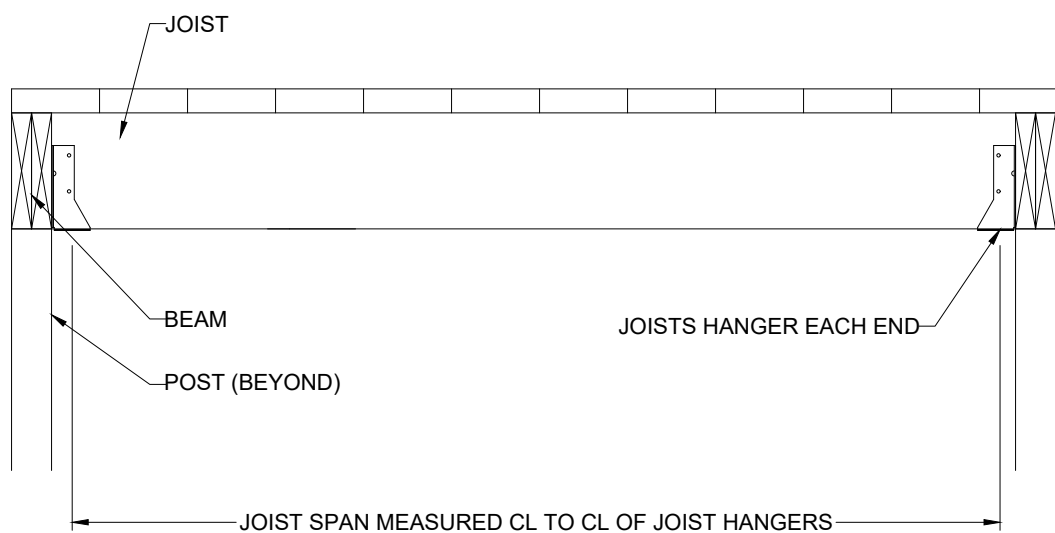 JOIST
BEAM
JOISTS HANGER EACH END
POST (BEYOND)
JOIST SPAN MEASURED CL TO CL OF JOIST HANGERS